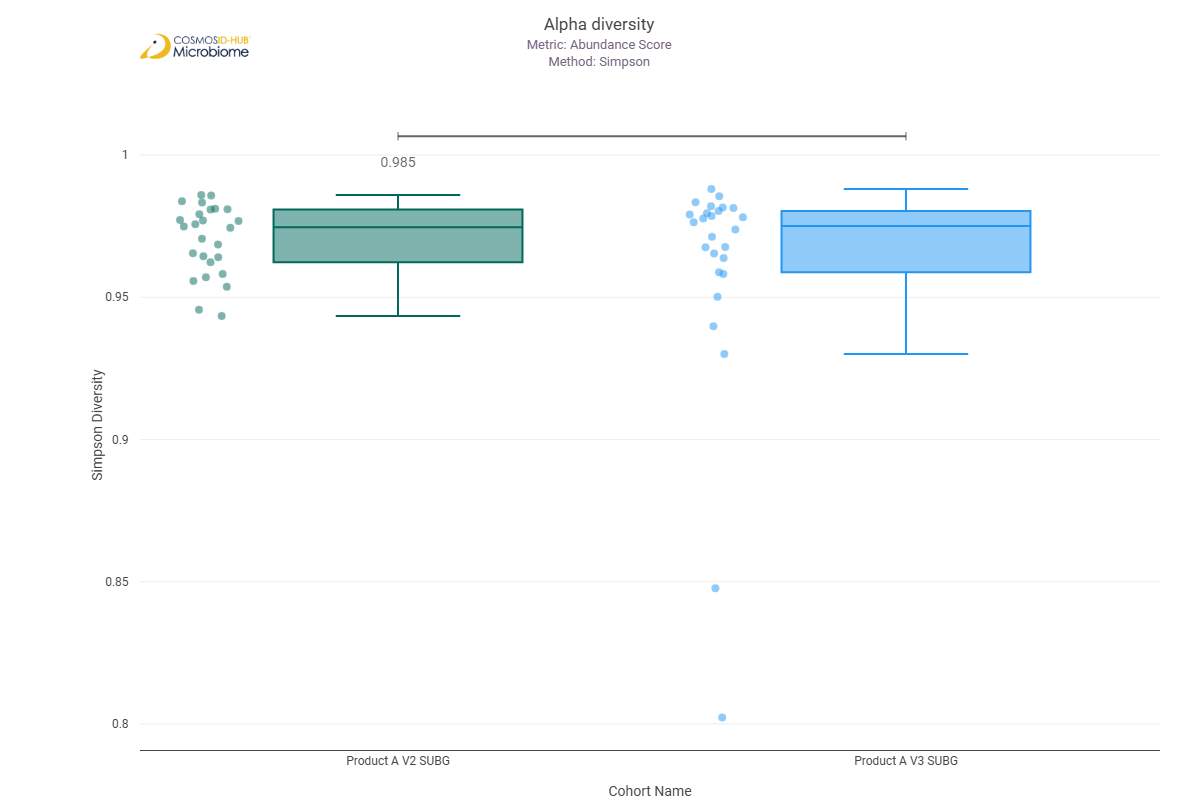 Alpha diversity
Metric: Abundance Score
Method: Simpson
COSMOSID-HUB
Microbiome
0.985
1
0.95
0.9
0.85
0.8
Simpson Diversity
Product A V2 SUBG
Product A V3 SUBG
Cohort Name